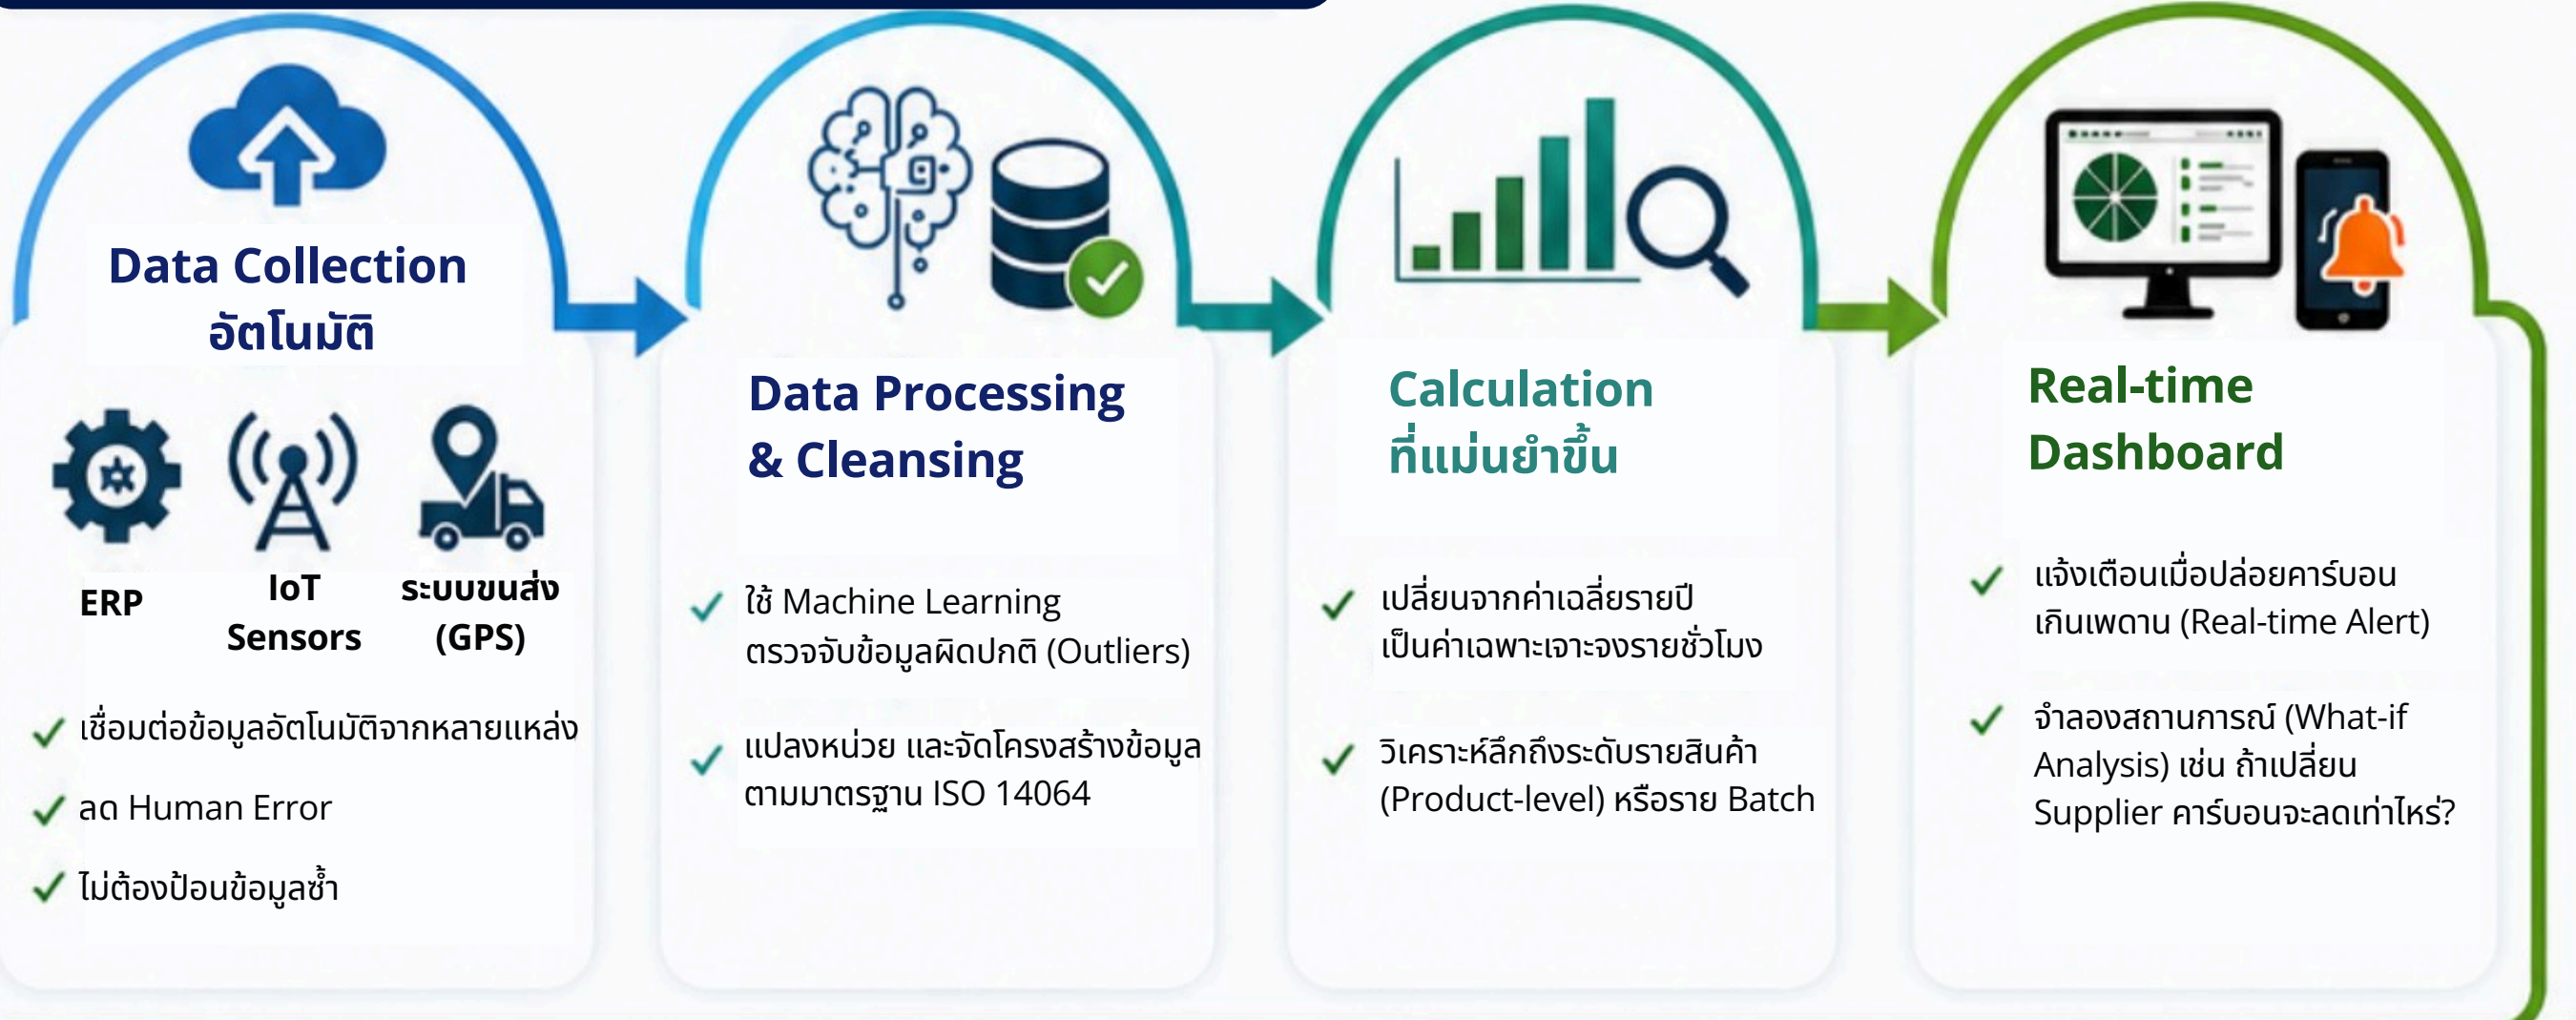 Data Collection
อัตโนมัติ
ERP
IoT
Sensors
ระบบขนส่ง
(GPS)
เชื่อมต่อข้อมูลอัตโนมัติจากหลายแหล่ง
ลด Human Error
ไม่ต้องป้อนข้อมูลซ้ำ
Data Processing
& Cleansing
ใช้ Machine Learning
ตรวจจับข้อมูลผิดปกติ (Outliers)
แปลงหน่วย และจัดโครงสร้างข้อมูล
ตามมาตรฐาน ISO 14064
Calculation
ที่แม่นยำขึ้น
เปลี่ยนจากค่าเฉลี่ยรายปี
เป็นค่าเฉพาะเจาะจงรายชั่วโมง
วิเคราะห์ลึกถึงระดับรายสินค้า
(Product-level) หรือราย Batch
Real-time
Dashboard
แจ้งเตือนเมื่อปล่อยคาร์บอน
เกินเพดาน (Real-time Alert)
จำลองสถานการณ์ (What-if
Analysis) เช่น ถ้าเปลี่ยน
Supplier คาร์บอนจะลดเท่าไหร่?